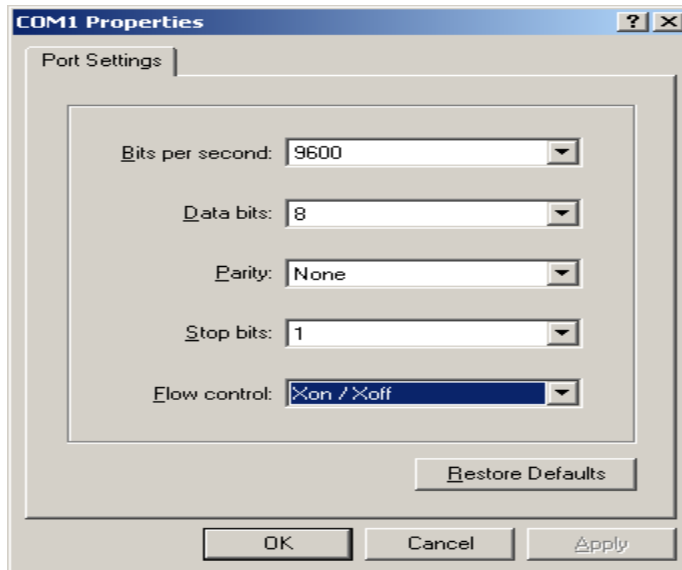 COM1 Properties
Port Settings
Bits per second: 9600
Data bits: 8
Parity: None
Stop bits: 1
Flow control: Xon / Xoff
Restore Defaults
OK Cancel Apply